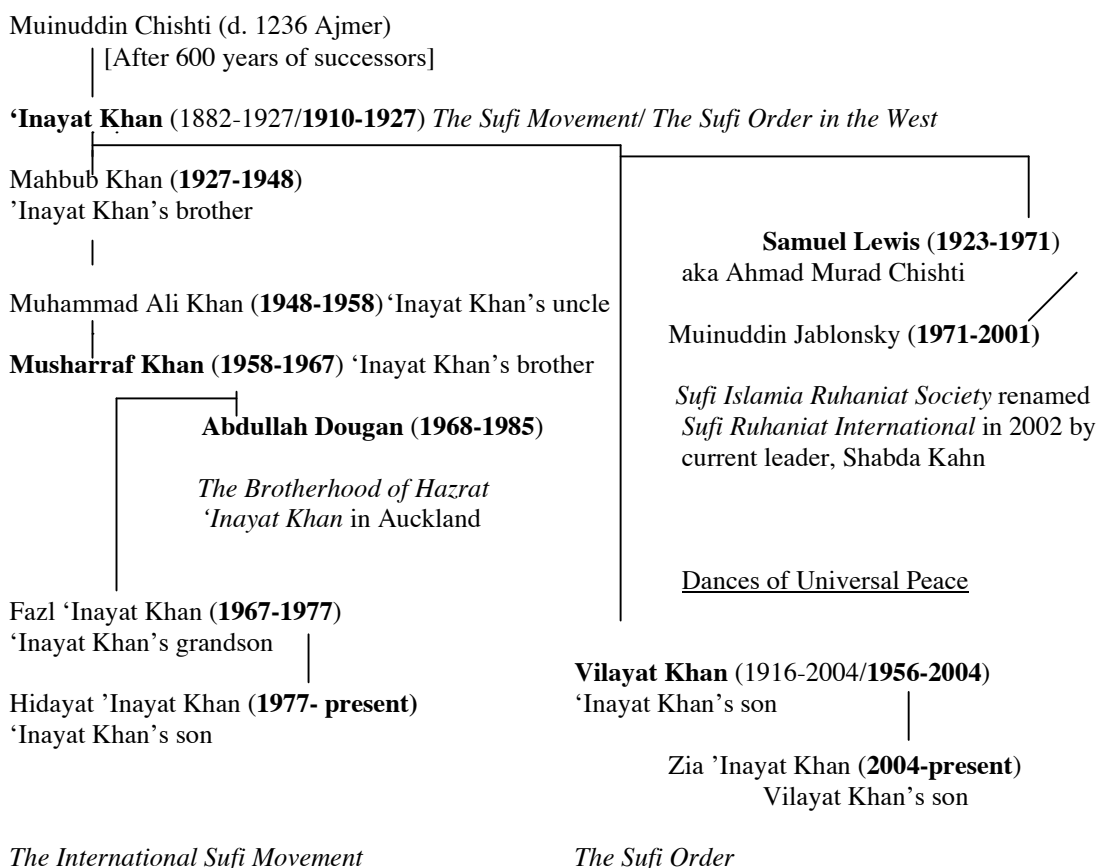 Muinuddin Chishti (d. 1236 Ajmer)
[After 600 years of successors]
‘Inayat Khan (1882-1927/1910-1927) The Sufi Movement/ The Sufi Order in the West
Mahbub Khan (1927-1948)
’Inayat Khan’s brother
Samuel Lewis (1923-1971)
aka Ahmad Murad Chishti
Muhammad Ali Khan (1948-1958) ‘Inayat Khan’s uncle
Muinuddin Jablonsky (1971-2001)
Musharraf Khan (1958-1967) ‘Inayat Khan’s brother
Sufi Islamia Ruhaniat Society renamed
Sufi Ruhaniat International in 2002 by
current leader, Shabda Kahn
Abdullah Dougan (1968-1985)
The Brotherhood of Hazrat
‘Inayat Khan in Auckland
Dances of Universal Peace
Fazl ‘Inayat Khan (1967-1977)
‘Inayat Khan’s grandson
Hidayat ’Inayat Khan (1977- present)
‘Inayat Khan’s son
Vilayat Khan (1916-2004/1956-2004)
‘Inayat Khan’s son
Zia ’Inayat Khan (2004-present)
Vilayat Khan’s son
The International Sufi Movement
The Sufi Order